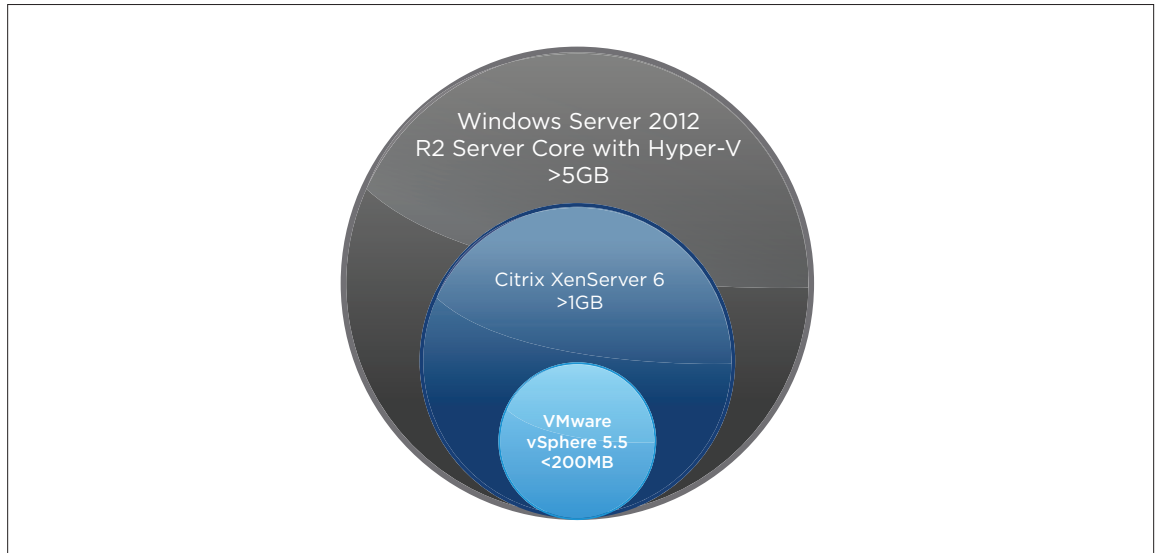 Windows Server 2012
R2 Server Core with Hyper-V
>5GB
Citrix XenServer 6
>1GB
VMware
vSphere 5.5
<200MB